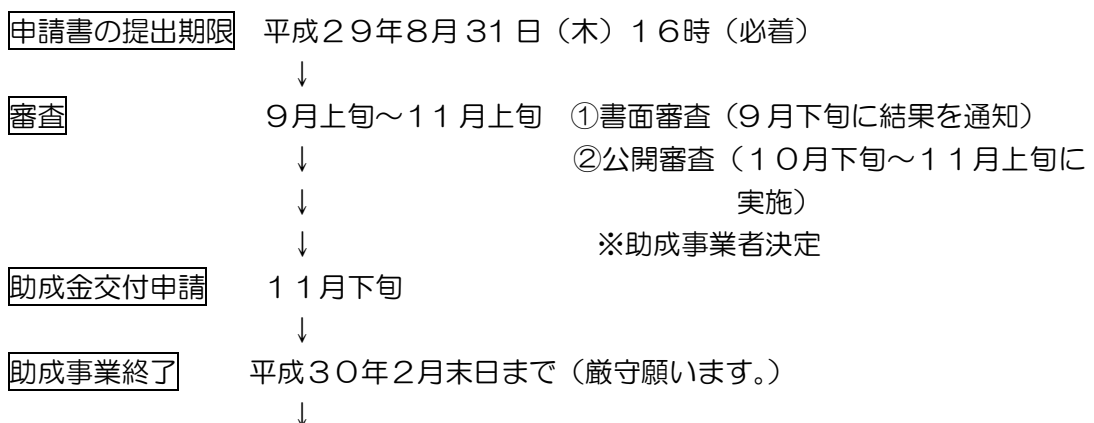 申請書の提出期限　平成２９年８月31日（木）１６時（必着）
↓
審査　９月上旬～１１月上旬　①書面審査（９月下旬に結果を通知）
↓　②公開審査（１０月下旬～１１月上旬に
↓　実施）
↓　※助成事業者決定
助成金交付申請　１１月下旬
↓
助成事業終了　平成３０年２月末日まで（厳守願います。）
↓